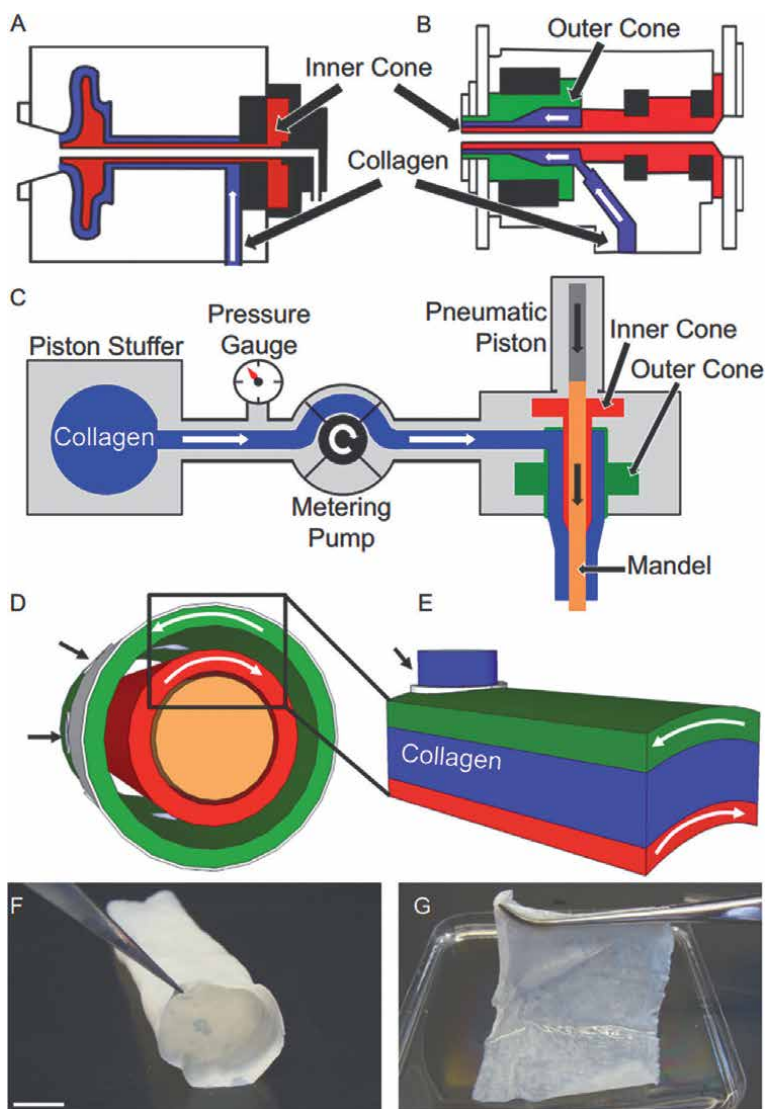 A
B
Outer Cone
Inner Cone
Collagen
C
Pressure
Gauge
Pneumatic
Piston
Inner Cone
Outer Cone
Piston Stuffer
Collagen
Metering
Pump
Mandel
D
E
Collagen
F
G